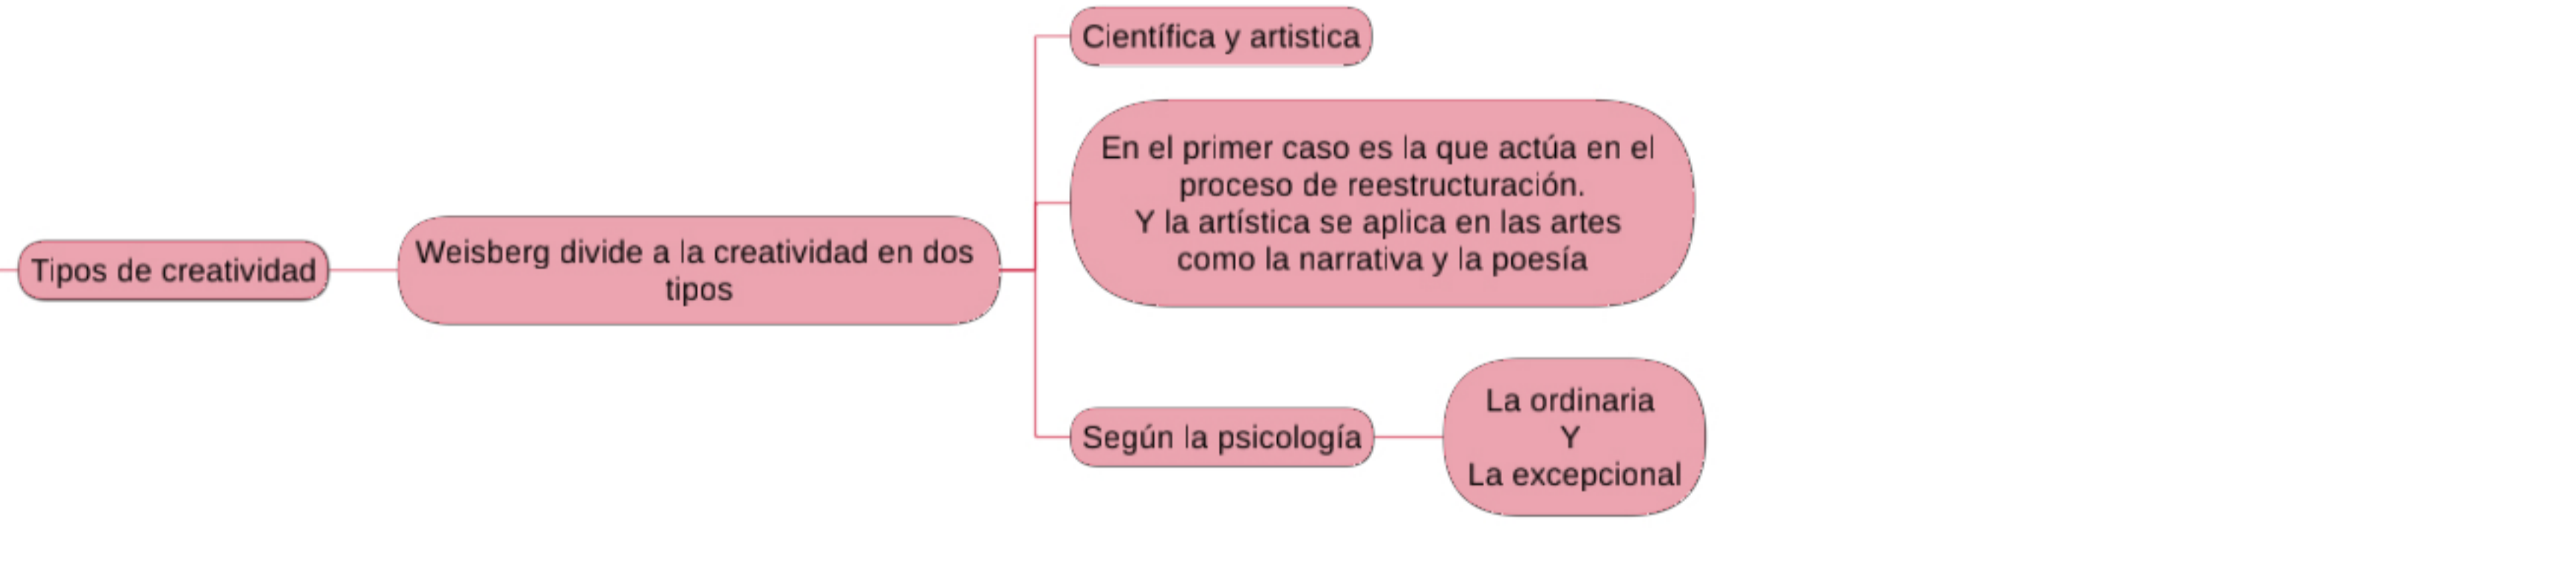 Tipos de creatividad
Weisberg divide a la creatividad en dos
tipos
Científica y artistica
En el primer caso es la que actúa en el
proceso de reestructuración.
Y la artística se aplica en las artes
como la narrativa y la poesía
Según la psicología
La ordinaria
Y
La excepcional